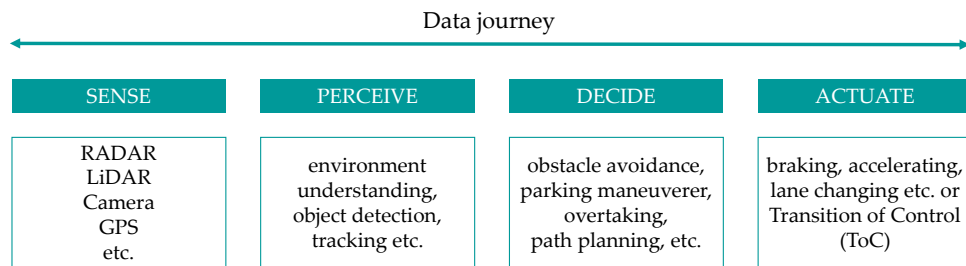 Data journey
SENSE
PERCEIVE
DECIDE
ACTUATE
RADAR
LiDAR
Camera
GPS
etc.
environment
understanding,
object detection,
tracking etc.
obstacle avoidance,
parking maneuverer,
overtaking,
path planning, etc.
braking, accelerating,
lane changing etc. or
Transition of Control
(ToC)